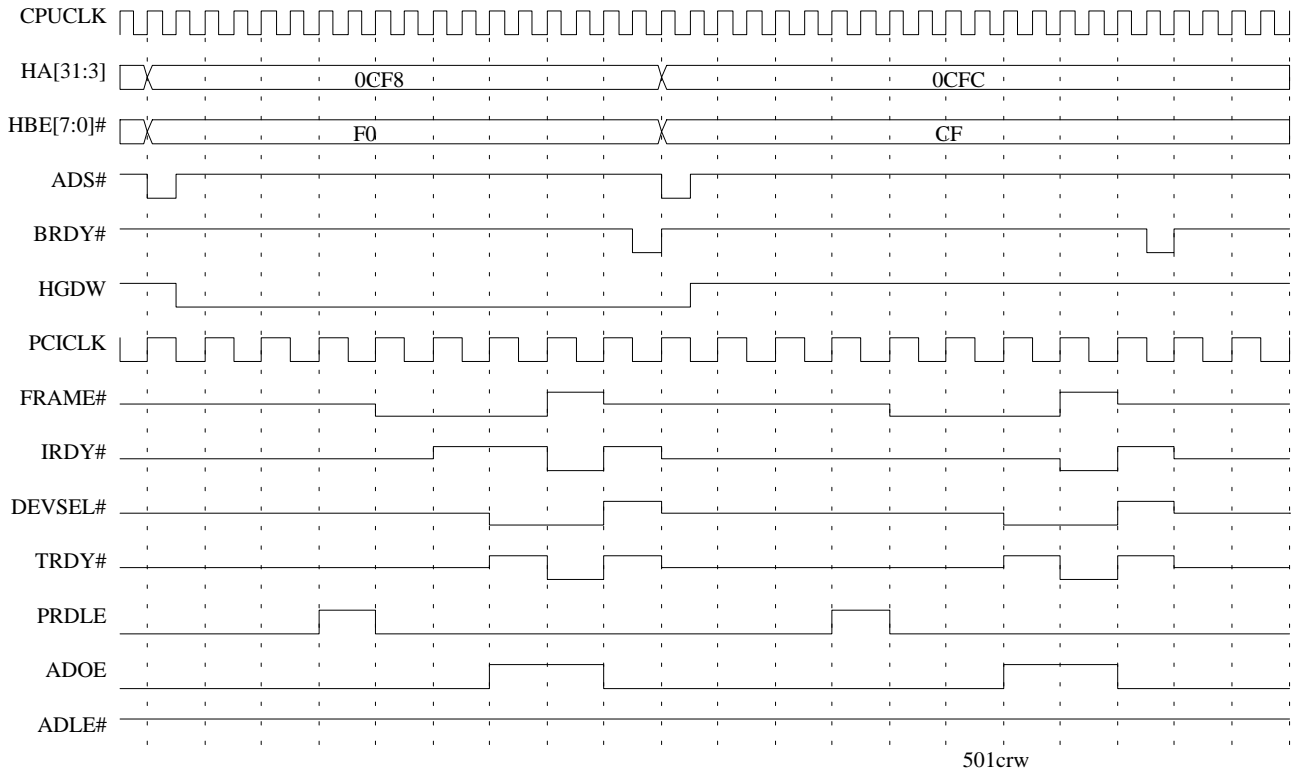 CPUCLK
HA[31:3] 0CF8 0CFC
HBE[7:0]# F0 CF
ADS#
BRDY#
HGDW
PCICLK
FRAME#
IRDY#
DEVSEL#
TRDY#
PRDLE
ADOE
ADLE#
501crw